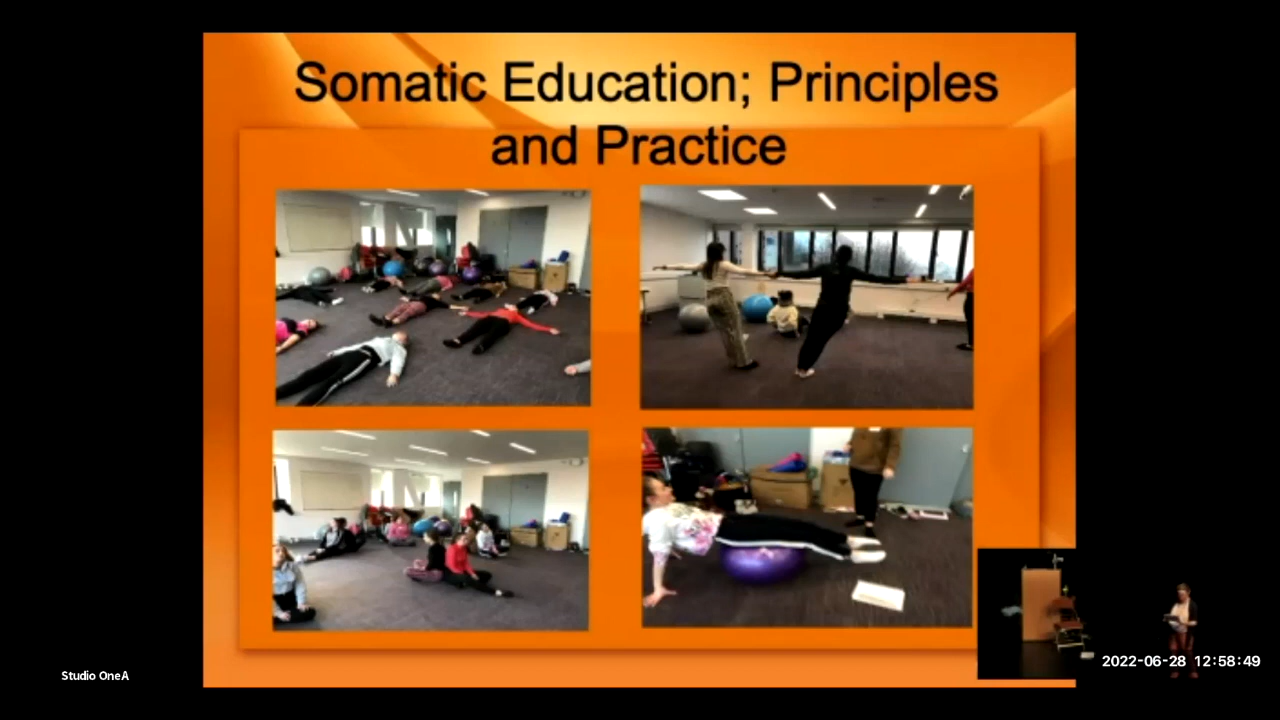 Somatic Education; Principles
and Practice
Studio OneA
2022-06-28 12:58:49